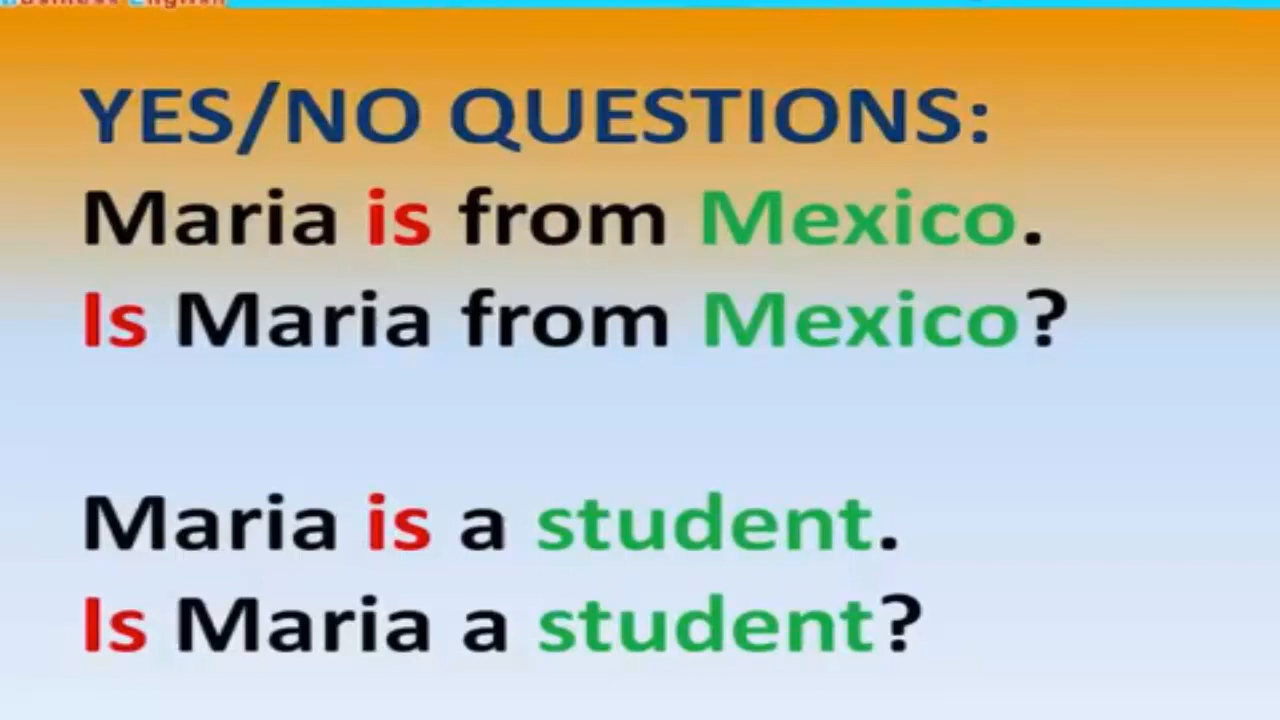 YES/NO QUESTIONS:
Maria is from Mexico.
Is Maria from Mexico?
Maria is a student.
Is Maria a student?